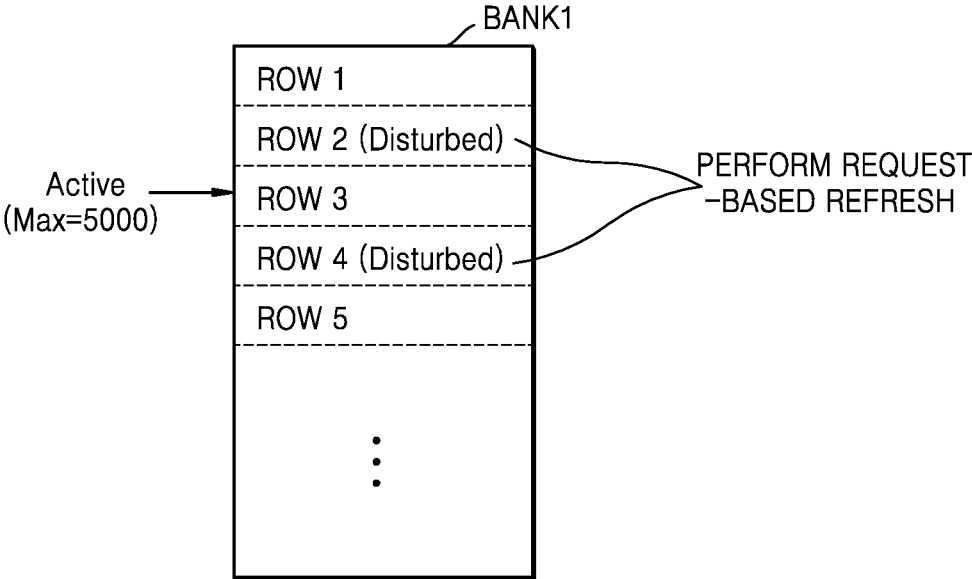 BANK1
ROW 1
ROW 2 (Disturbed)
Active
(Max=5000)
ROW 3
PERFORM REQUEST
-BASED REFRESH
ROW 4 (Disturbed)
ROW 5